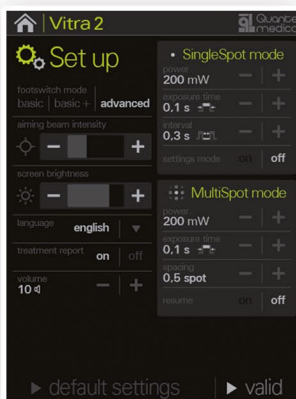 Vitra 2
Quantel
medical
Set up
footswitch mode
basic | basic + | advanced
aiming beam intensity
screen brightness
language english
treatment report on off
volume
10
SingleSpot mode
power
200 mW
exposure time
0,1 s
interval
0,3 s
settings mode on off
MultiSpot mode
power
200 mW
exposure time
0,1 s
spacing
0,5 spot
resume on off
default settings
valid